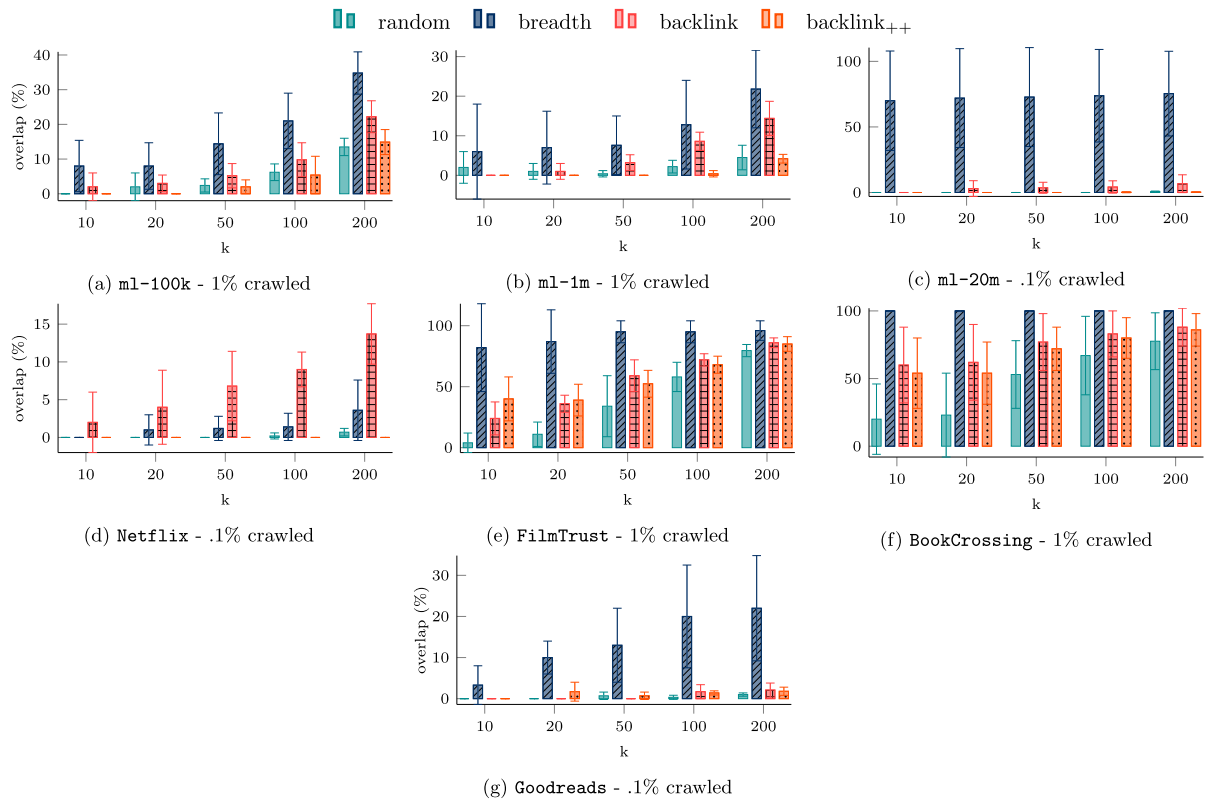 random breadth backlink backlink++
40
30
20
10
0
overlap (%)
10 20 50 100 200
k
(a) ml-100k - 1% crawled
30
20
10
0
10 20 50 100 200
k
(b) ml-1m - 1% crawled
100
50
0
10 20 50 100 200
k
(c) ml-20m - .1% crawled
15
10
5
0
overlap (%)
10 20 50 100 200
k
(d) Netflix - .1% crawled
100
50
0
10 20 50 100 200
k
(e) FilmTrust - 1% crawled
100
50
0
10 20 50 100 200
k
(f) BookCrossing - 1% crawled
30
20
10
0
overlap (%)
10 20 50 100 200
k
(g) Goodreads - .1% crawled